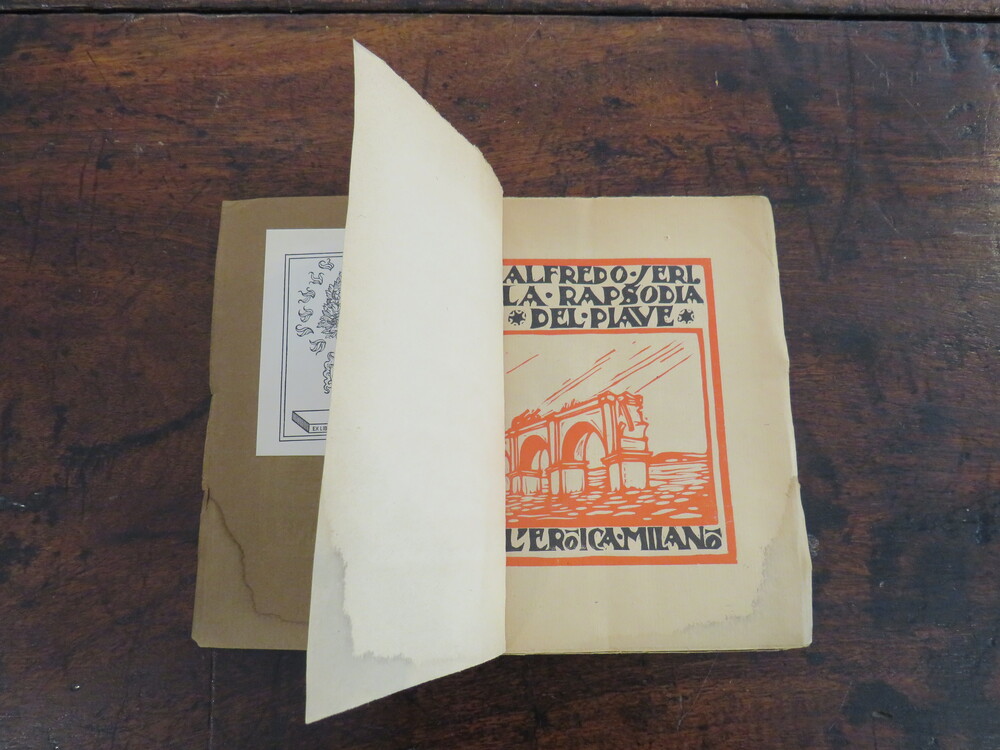 ALFREDO·SERI
LA·RAPSODIA
DEL·PIAVE
L'EROICA·MILANO